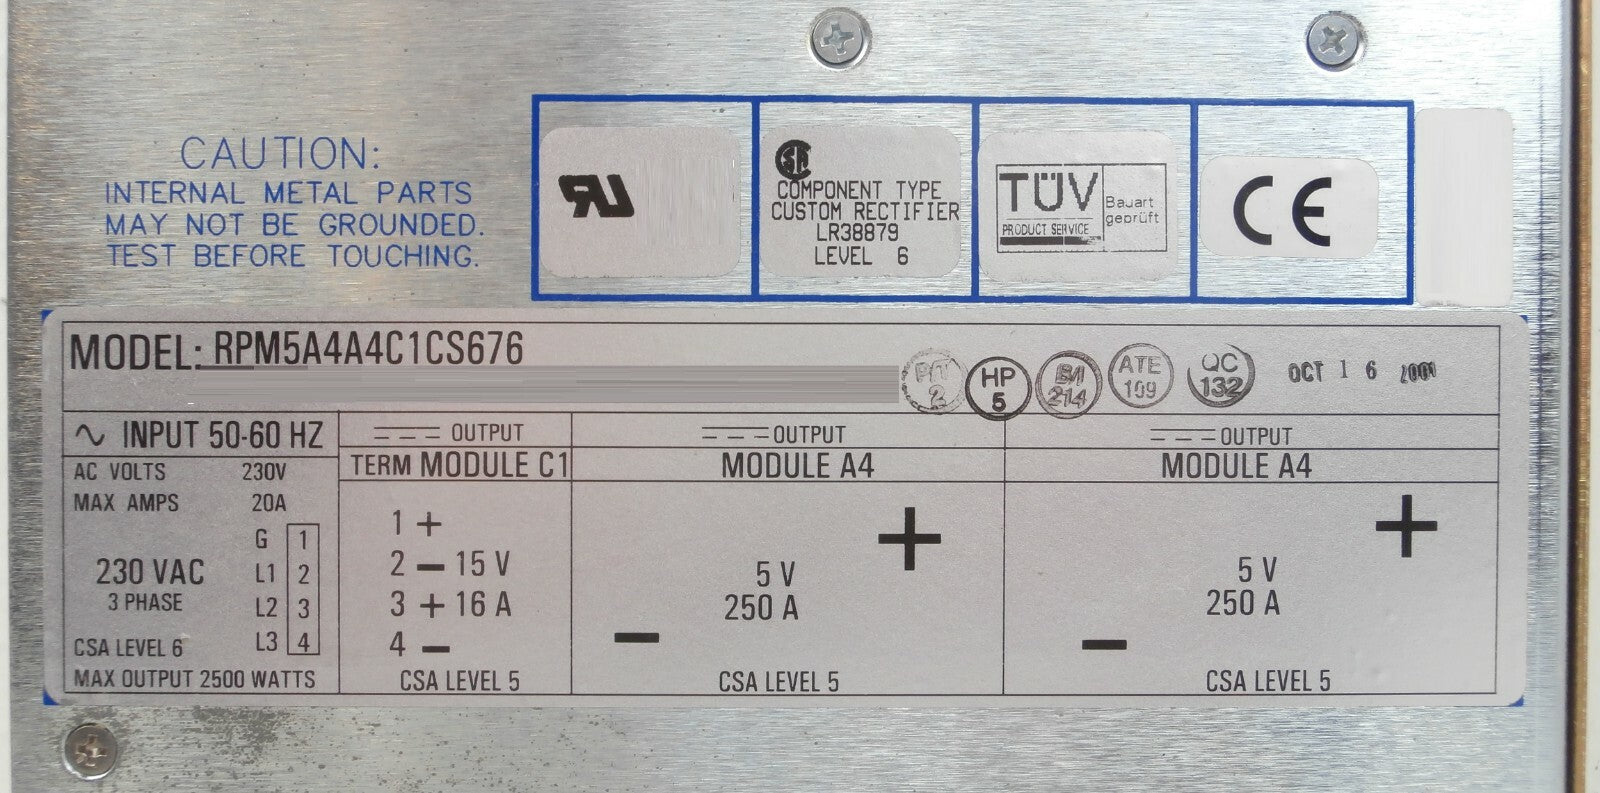 CAUTION:
INTERNAL METAL PARTS
MAY NOT BE GROUNDED.
TEST BEFORE TOUCHING.
COMPONENT TYPE
CUSTOM RECTIFIER
LR38879
LEVEL 6
TÜV
PRODUCT SERVICE
Bauart
geprüft
CE
MODEL: RPM5A4A4C1CS676
HP
5
214
ATE
109
QC
132
OCT 16
∿ INPUT 50-60 HZ
AC VOLTS 230V
MAX AMPS 20A
G 1
L1 2
L2 3
L3 4
230 VAC
3 PHASE
CSA LEVEL 6
MAX OUTPUT 2500 WATTS
OUTPUT
TERM MODULE C1
1 +
2 – 15 V
3 + 16 A
4 –
CSA LEVEL 5
OUTPUT
MODULE A4
+
5 V
250 A
–
CSA LEVEL 5
OUTPUT
MODULE A4
+
5 V
250 A
–
CSA LEVEL 5